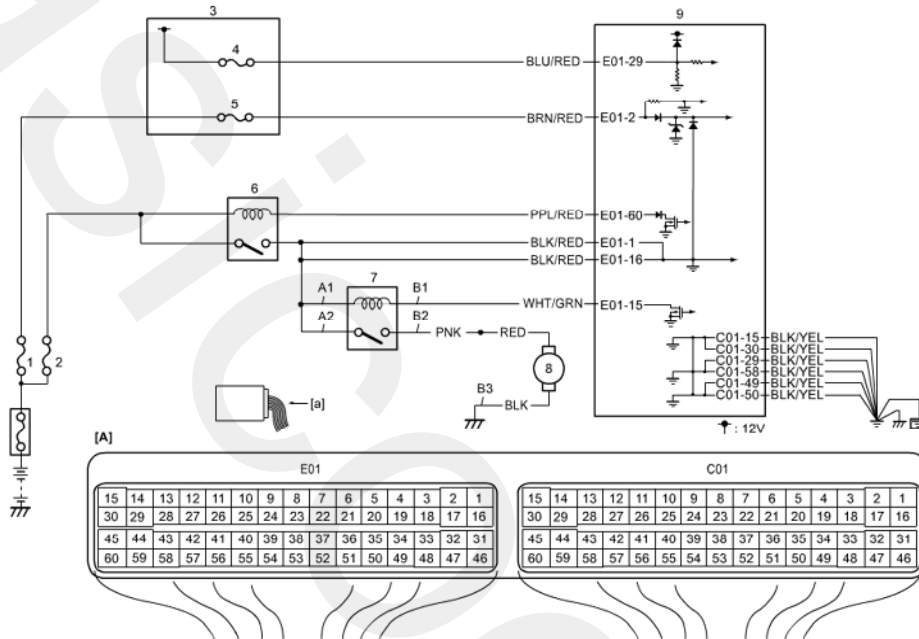 3
9
4
BLU/RED E01-29
5
BRN/RED E01-2
6
PPL/RED E01-60
BLK/RED E01-1
BLK/RED E01-16
7
A1 B1
WHT/GRN E01-15
A2 B2
PNK RED
1 2
8
C01-15 BLK/YEL
C01-30 BLK/YEL
C01-29 BLK/YEL
C01-58 BLK/YEL
C01-49 BLK/YEL
C01-50 BLK/YEL
B3
BLK
[a]
: 12V
[A]
E01 C01
15 14 13 12 11 10 9 8 7 6 5 4 3 2 1 15 14 13 12 11 10 9 8 7 6 5 4 3 2 1
30 29 28 27 26 25 24 23 22 21 20 19 18 17 16 30 29 28 27 26 25 24 23 22 21 20 19 18 17 16
45 44 43 42 41 40 39 38 37 36 35 34 33 32 31 45 44 43 42 41 40 39 38 37 36 35 34 33 32 31
60 59 58 57 56 55 54 53 52 51 50 49 48 47 46 60 59 58 57 56 55 54 53 52 51 50 49 48 47 46